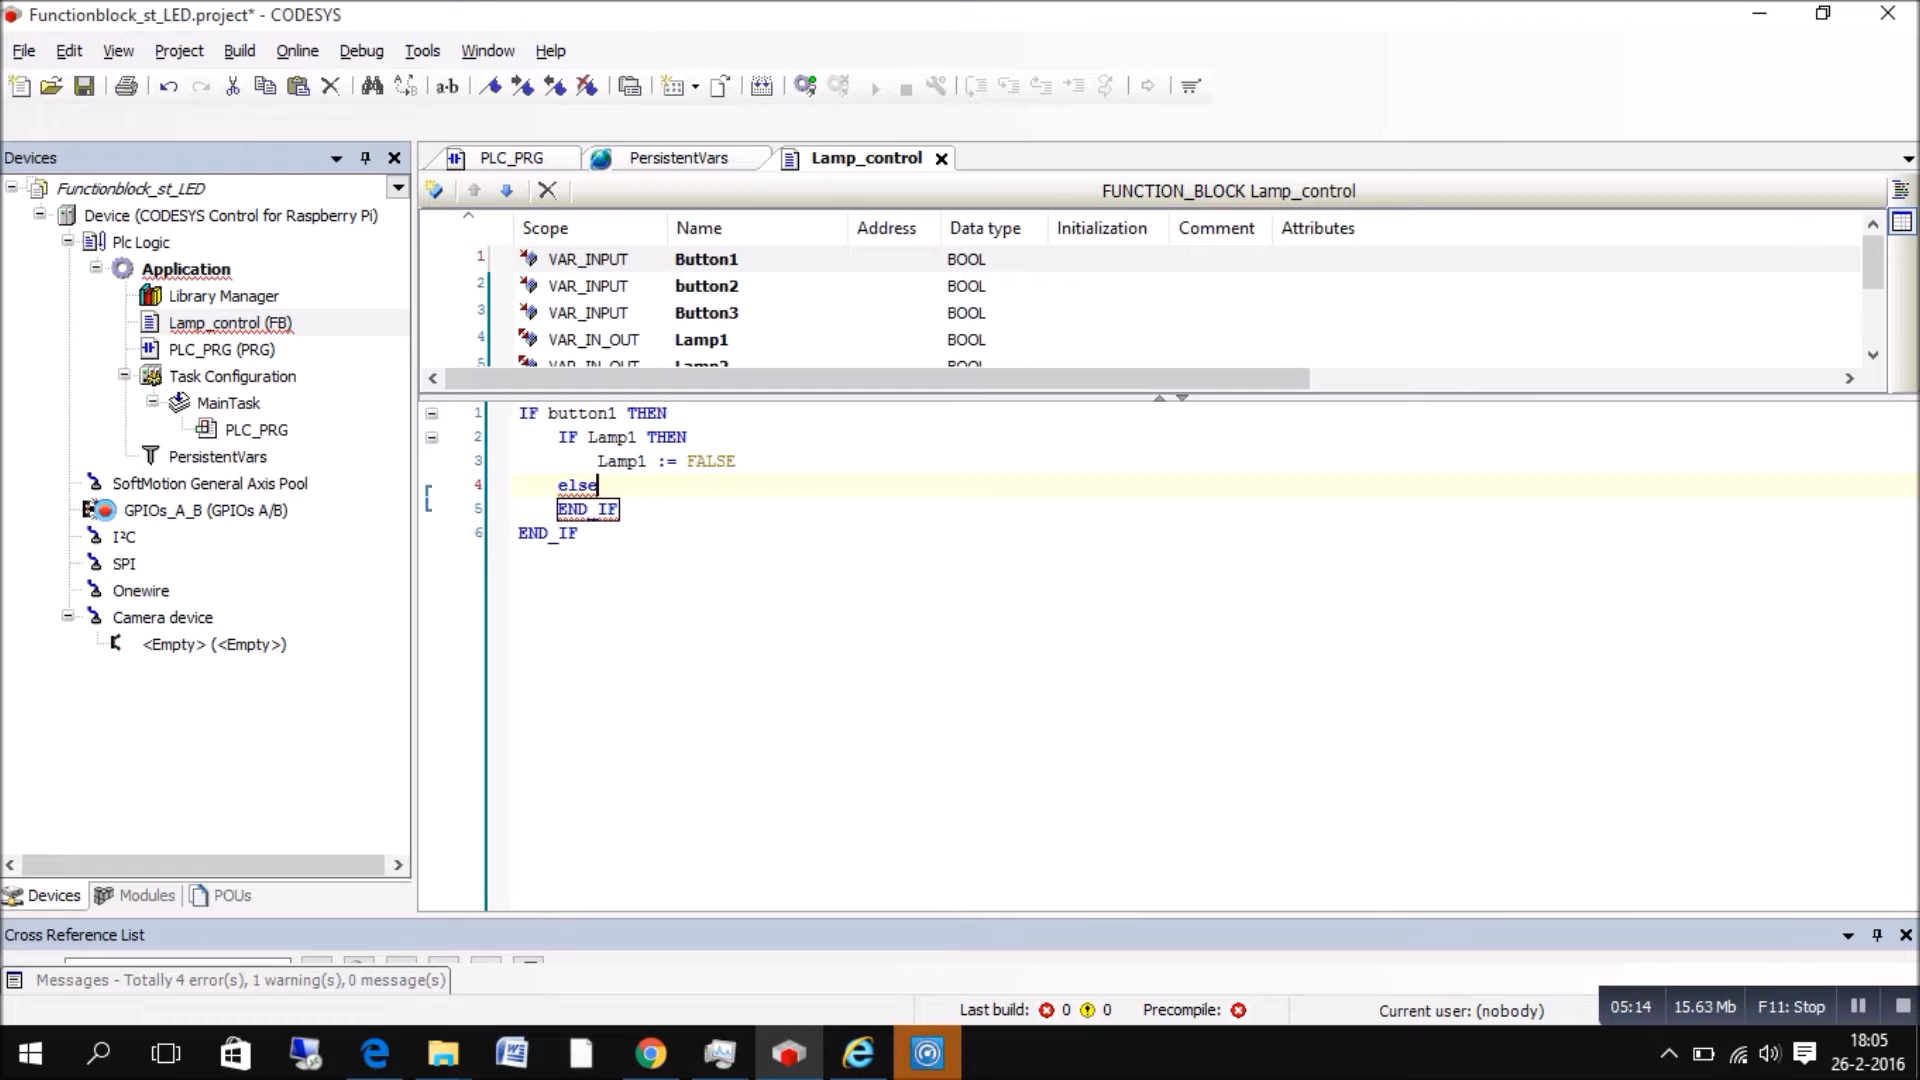 Functionblock_st_LED.project* - CODESYS
File Edit View Project Build Online Debug Tools Window Help
Devices
Functionblock_st_LED
Device (CODESYS Control for Raspberry Pi)
Plc Logic
Application
Library Manager
Lamp_control (FB)
PLC_PRG (PRG)
Task Configuration
MainTask
PLC_PRG
PersistentVars
SoftMotion General Axis Pool
GPIOs_A_B (GPIOs A/B)
I²C
SPI
Onewire
Camera device
<Empty> (<Empty>)
Devices Modules POUs
PLC_PRG PersistentVars Lamp_control
FUNCTION_BLOCK Lamp_control
Scope Name Address Data type Initialization Comment Attributes
1 VAR_INPUT Button1 BOOL
2 VAR_INPUT button2 BOOL
3 VAR_INPUT Button3 BOOL
4 VAR_IN_OUT Lamp1 BOOL
5 VAR_IN_OUT Lamp2 BOOL
1 IF button1 THEN
2 IF Lamp1 THEN
3 Lamp1 := FALSE
4 else
5 END_IF
6 END_IF
Cross Reference List
Messages - Totally 4 error(s), 1 warning(s), 0 message(s)
Last build: 0 0 Precompile: Current user: (nobody)
05:14 15.63 Mb F11: Stop
18:05
26-2-2016